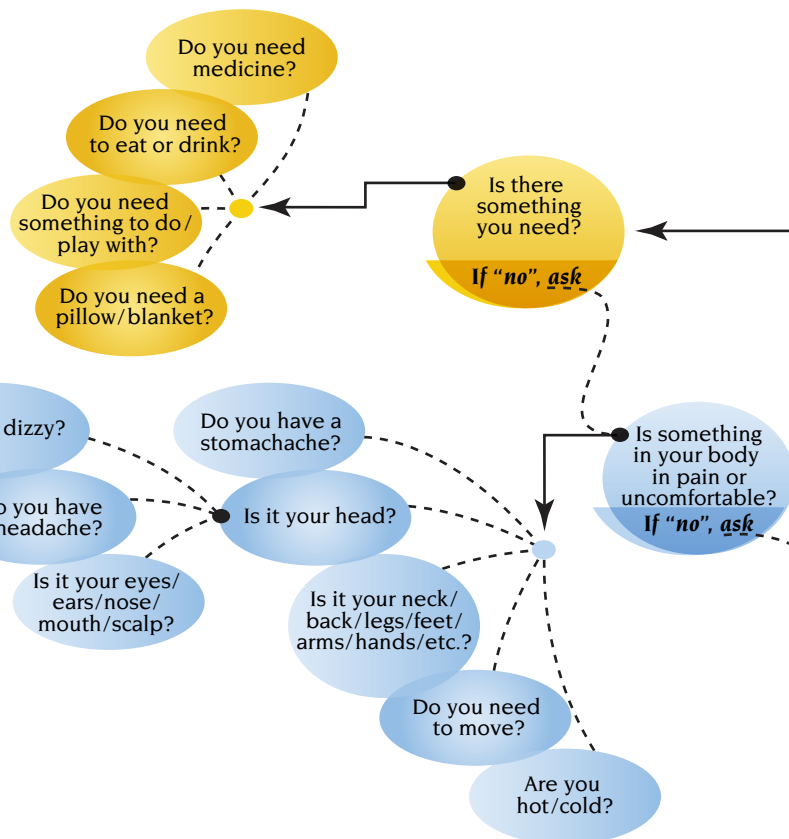 Do you need
medicine?
Do you need
to eat or drink?
Do you need
something to do/
play with?
Do you need a
pillow/blanket?
Is there
something
you need?
If “no”, ask
Is something
in your body
in pain or
uncomfortable?
If “no”, ask
Do you have a
stomachache?
Is it your head?
dizzy?
you have
headache?
Is it your eyes/
ears/nose/
mouth/scalp?
Is it your neck/
back/legs/feet/
arms/hands/etc.?
Do you need
to move?
Are you
hot/cold?